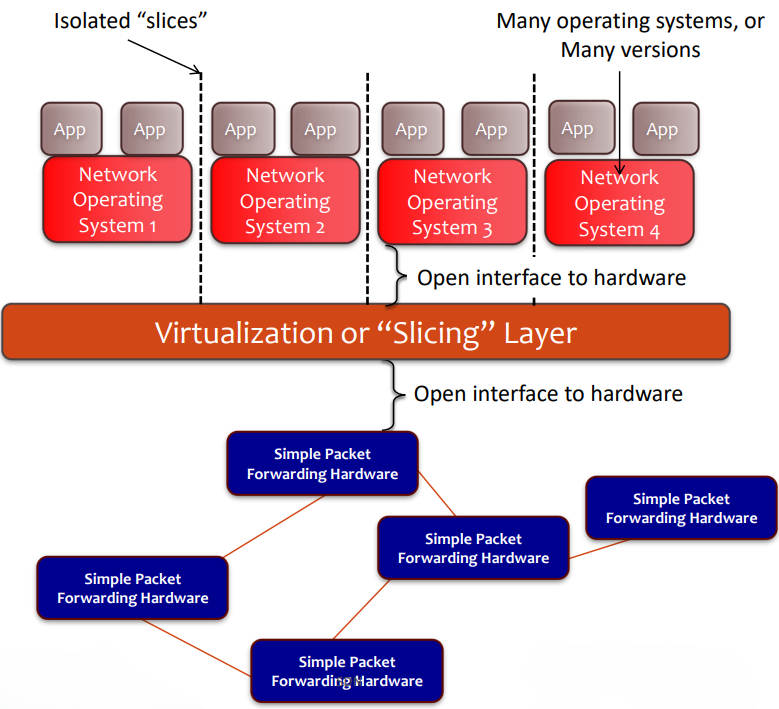 Isolated “slices”
Many operating systems, or
Many versions
App
App
App
App
App
App
App
App
Network
Operating
System 1
Network
Operating
System 2
Network
Operating
System 3
Network
Operating
System 4
Open interface to hardware
Virtualization or “Slicing” Layer
Open interface to hardware
Simple Packet
Forwarding Hardware
Simple Packet
Forwarding Hardware
Simple Packet
Forwarding Hardware
Simple Packet
Forwarding Hardware
Simple Packet
Forwarding Hardware